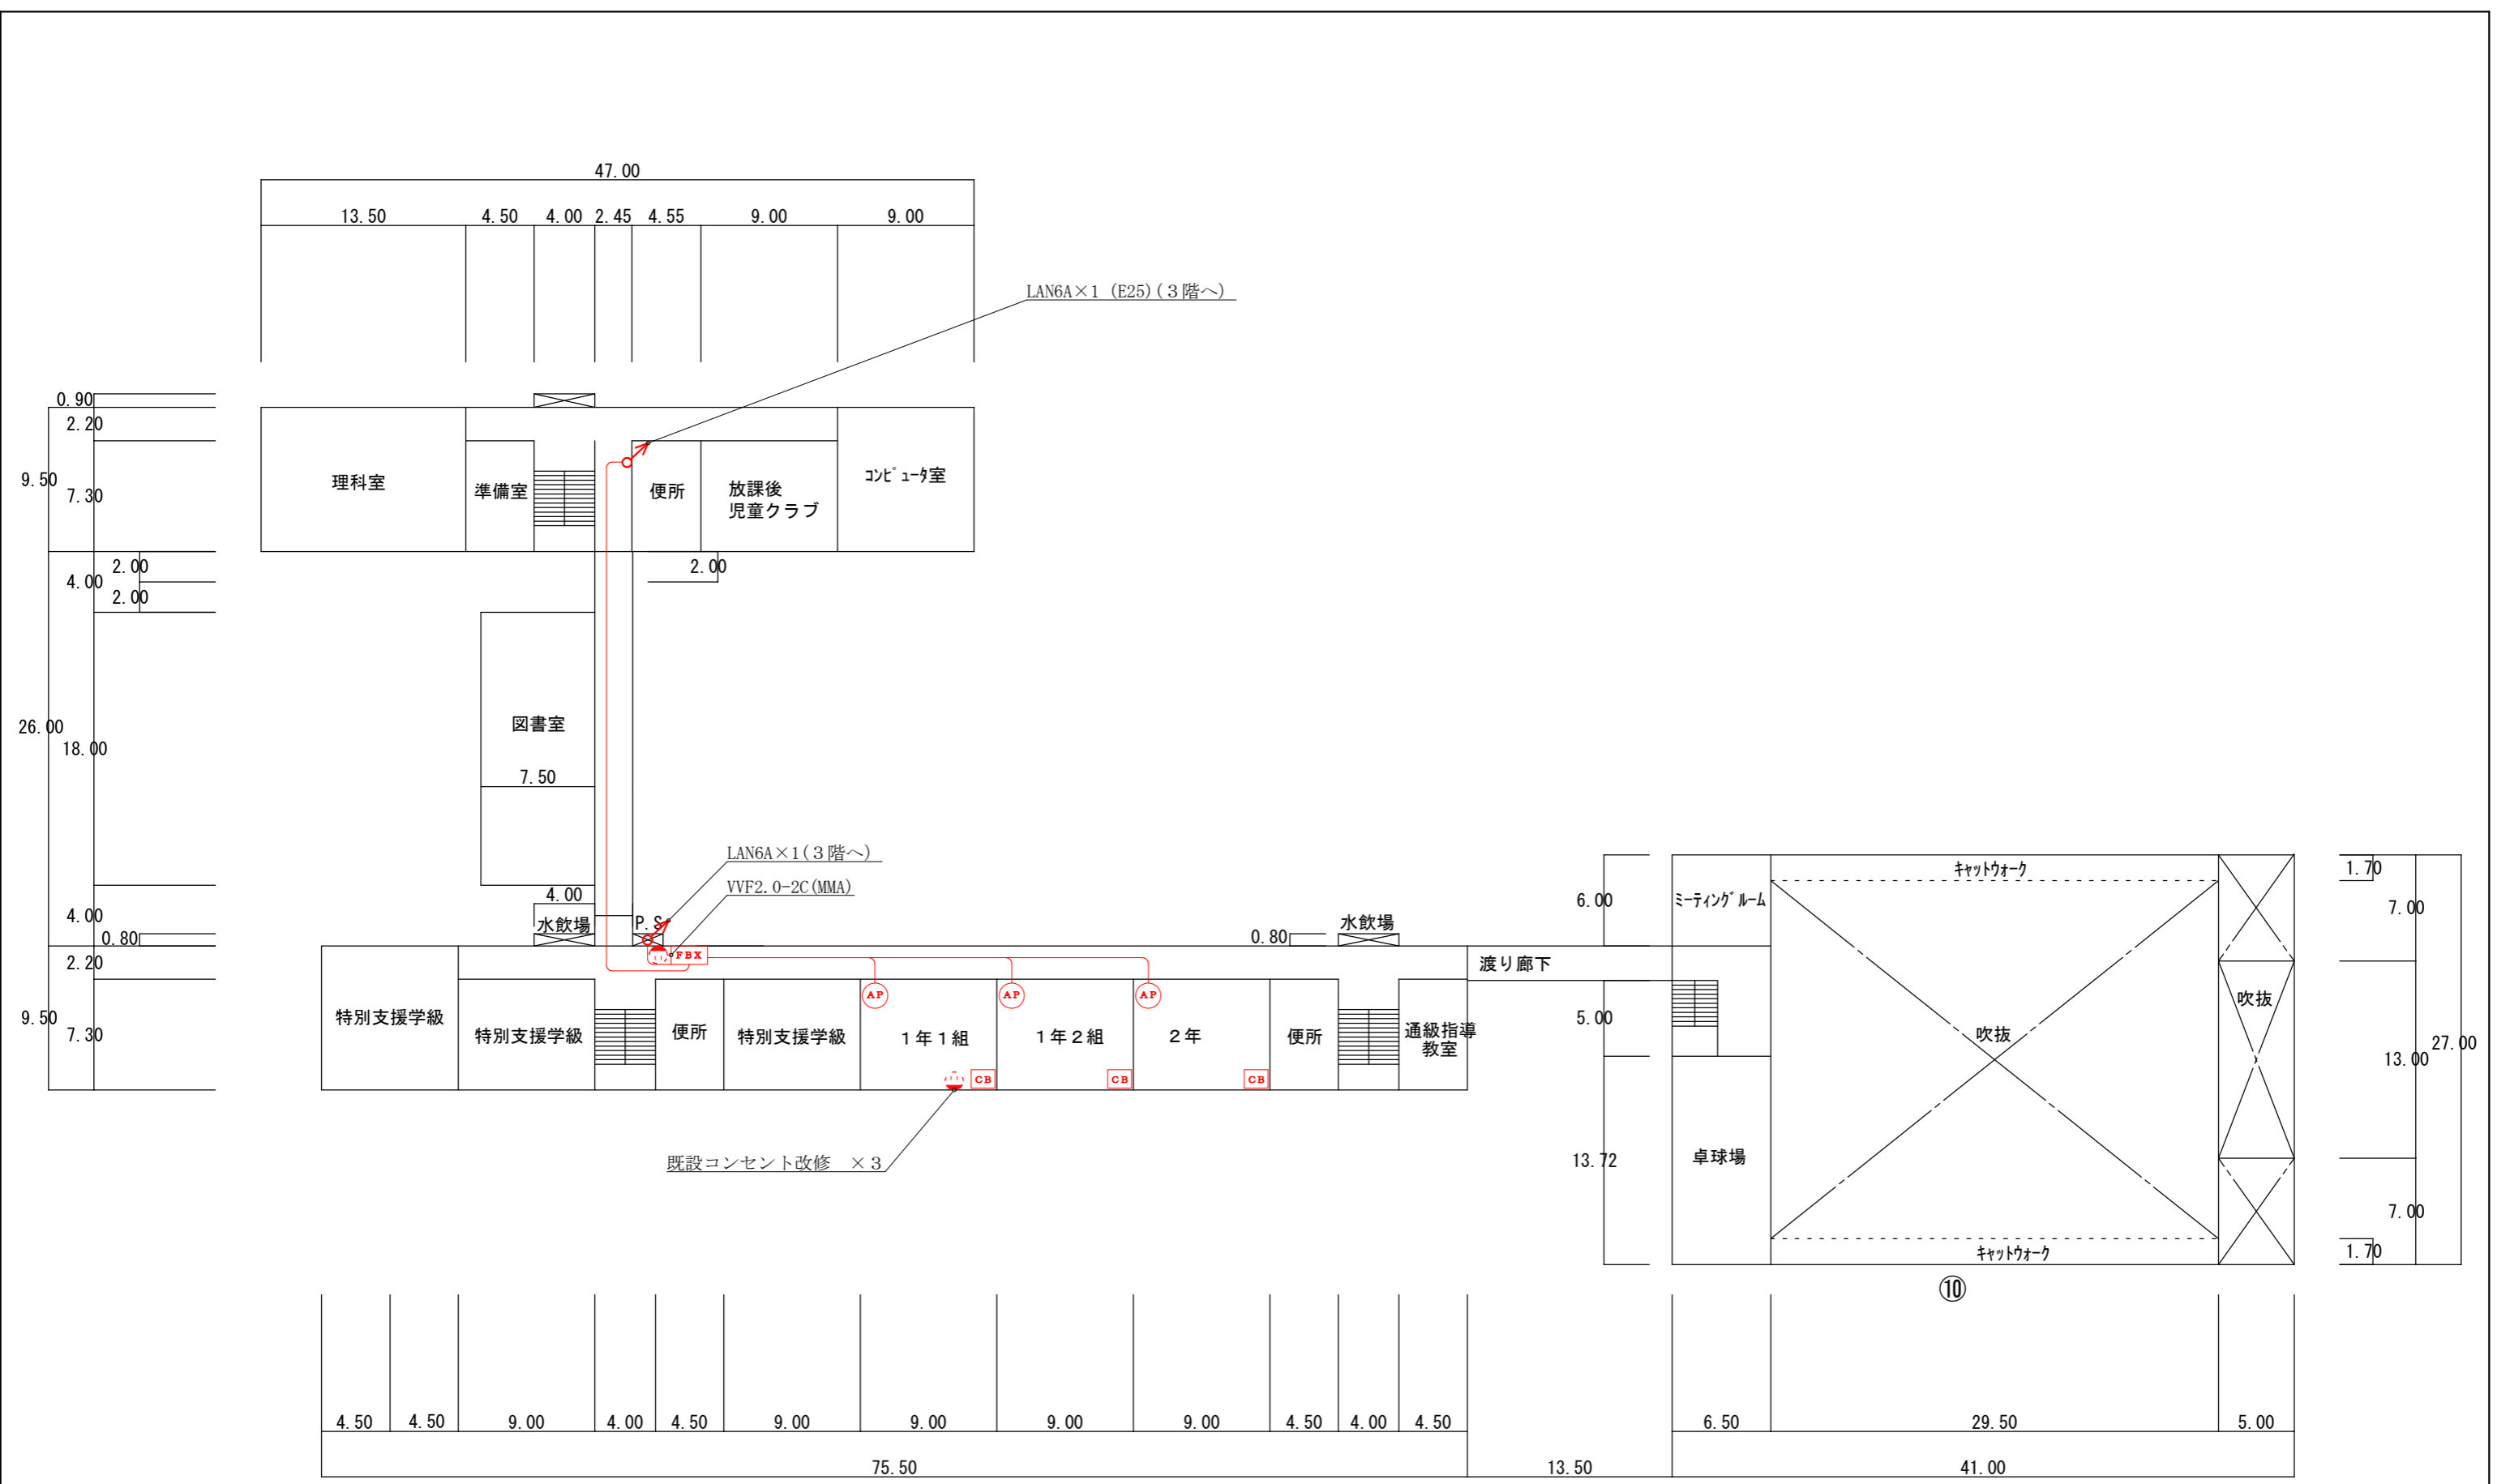 47.00
13.50 4.50 4.00 2.45 4.55 9.00 9.00
LAN6A×1 (E25)(３階へ)
0.90
2.20
9.50
7.30
理科室
準備室
便所
放課後
児童クラブ
ｺﾝﾋﾟｭｰﾀ室
2.00
4.00
2.00
2.00
26.00
18.00
図書室
7.50
LAN6A×1(３階へ)
VVF2.0-2C(MMA)
4.00
4.00
水飲場
P.S
0.80
水飲場
0.80
2.20
FBX
9.50
7.30
AP
AP
AP
特別支援学級
特別支援学級
便所
特別支援学級
１年１組
１年２組
２年
便所
通級指導
教室
CB
CB
CB
既設コンセント改修　×３
渡り廊下
6.00
ﾐｰﾃｨﾝｸﾞﾙｰﾑ
ｷｬｯﾄｳｫｰｸ
1.70
7.00
5.00
吹抜
吹抜
13.00
27.00
13.72
卓球場
7.00
ｷｬｯﾄｳｫｰｸ
1.70
⑩
4.50 4.50 9.00 4.00 4.50 9.00 9.00 9.00 9.00 4.50 4.00 4.50 6.50 29.50 5.00
75.50 13.50 41.00